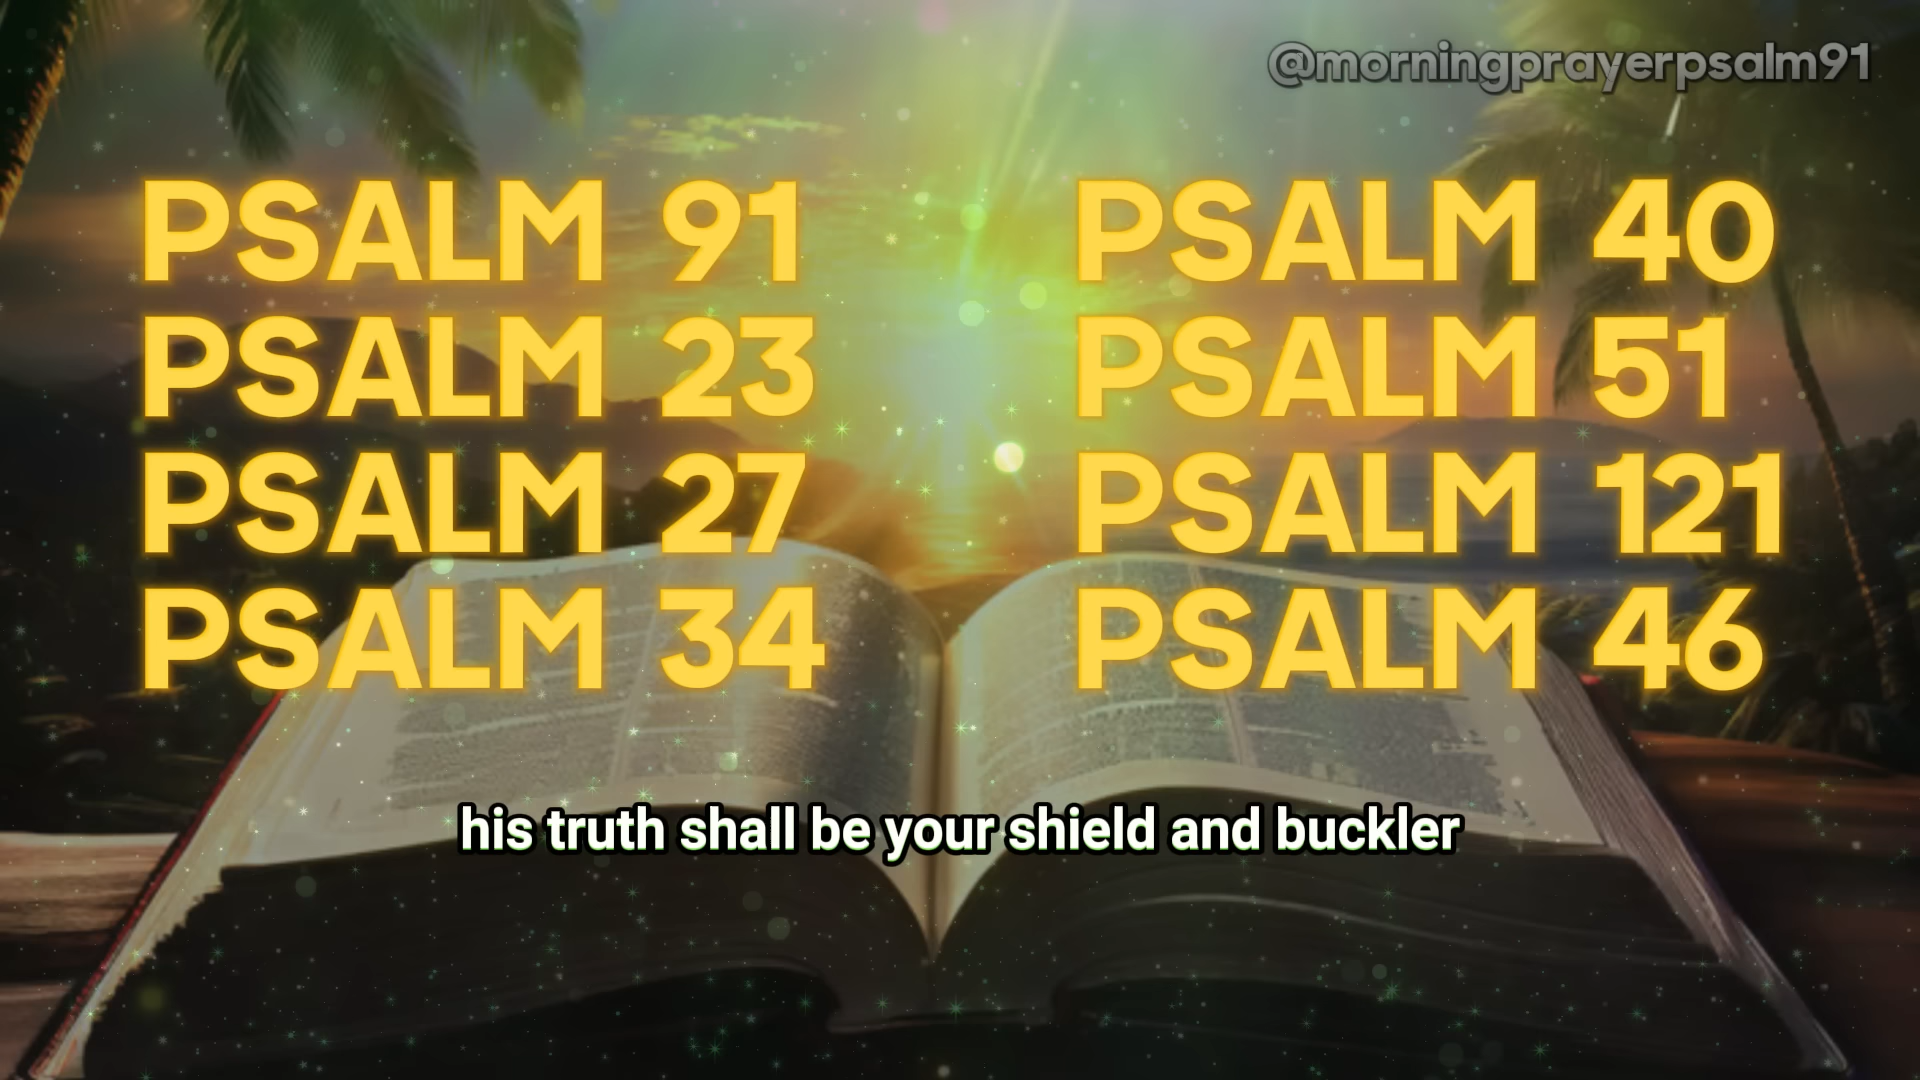 @morningprayerpsalm91
PSALM 91
PSALM 23
PSALM 27
PSALM 34
PSALM 40
PSALM 51
PSALM 121
PSALM 46
his truth shall be your shield and buckler